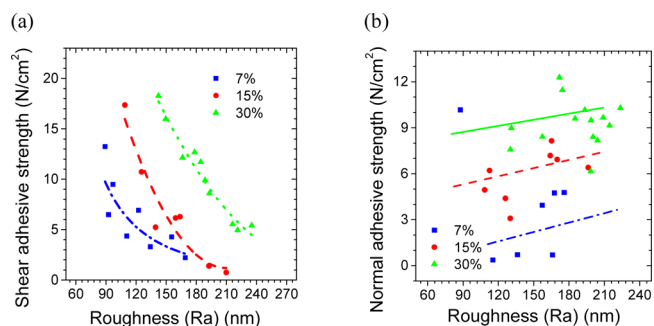 (a)
Shear adhesive strength (N/cm²)
20
15
10
5
0
60 90 120 150 180 210 240 270
Roughness (Ra) (nm)
7%
15%
30%
(b)
Normal adhesive strength (N/cm²)
12
9
6
3
0
60 90 120 150 180 210 240
Roughness (Ra) (nm)
7%
15%
30%